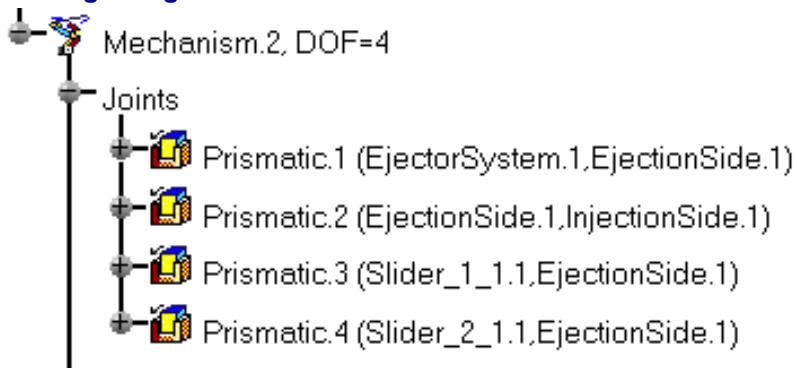 Mechanism.2, DOF=4
Joints
Prismatic.1 (EjectorSystem.1,EjectionSide.1)
Prismatic.2 (EjectionSide.1,InjectionSide.1)
Prismatic.3 (Slider_1_1.1,EjectionSide.1)
Prismatic.4 (Slider_2_1.1,EjectionSide.1)